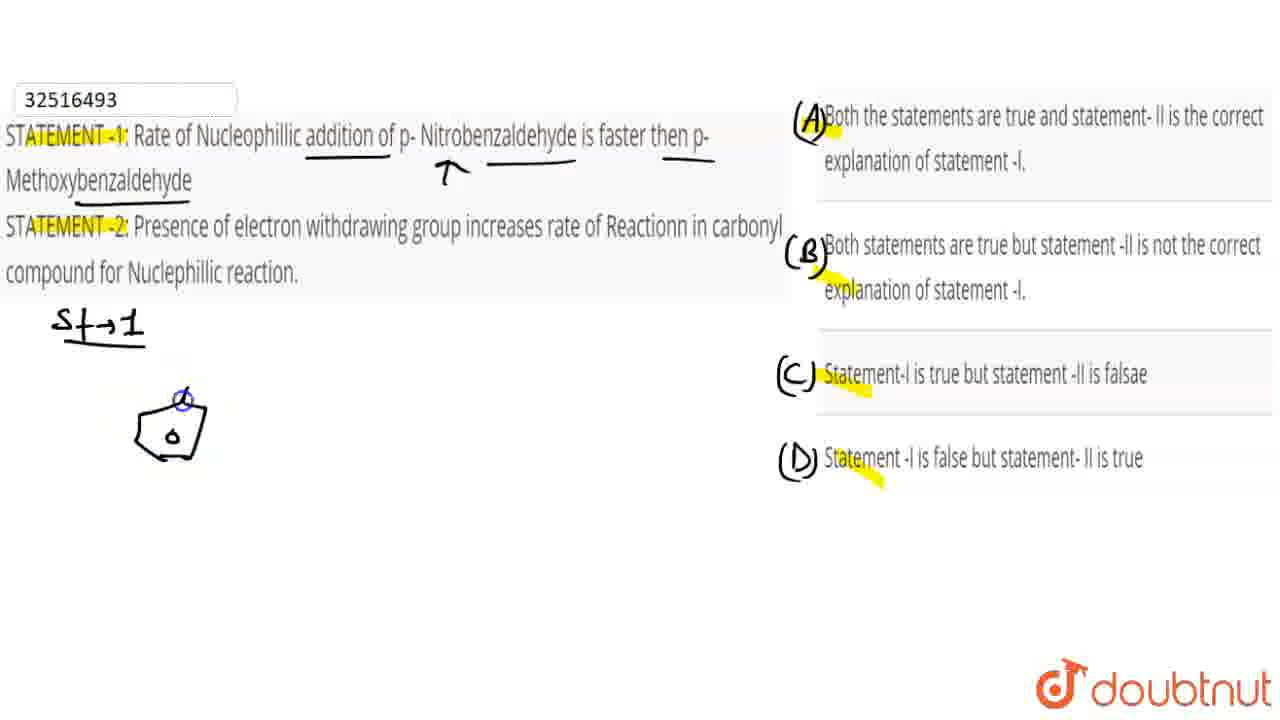 32516493
STATEMENT -1: Rate of Nucleophillic addition of p- Nitrobenzaldehyde is faster then p-
Methoxybenzaldehyde
STATEMENT -2: Presence of electron withdrawing group increases rate of Reactionn in carbonyl
compound for Nuclephillic reaction.
St→1
(A) Both the statements are true and statement- II is the correct
explanation of statement -I.
(B) Both statements are true but statement -II is not the correct
explanation of statement -I.
(C) Statement-I is true but statement -II is falsae
(D) Statement -I is false but statement- II is true
doubtnut